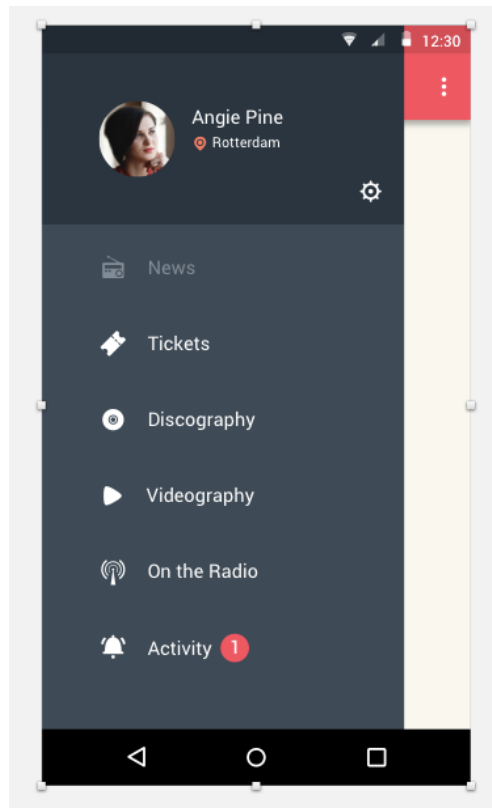 12:30
Angie Pine
Rotterdam
News
Tickets
Discography
Videography
On the Radio
Activity 1